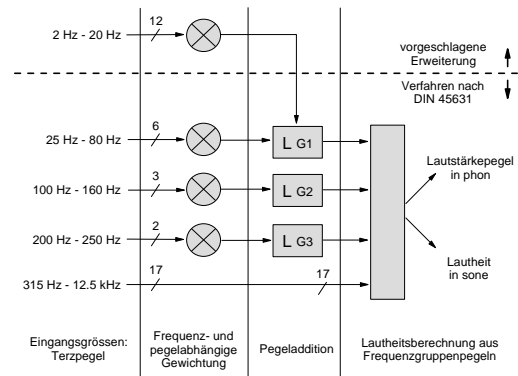 12
2 Hz - 20 Hz
vorgeschlagene
Erweiterung
Verfahren nach
DIN 45631
6
25 Hz - 80 Hz
L G1
3
100 Hz - 160 Hz
L G2
Lautstärkepegel
in phon
2
200 Hz - 250 Hz
L G3
Lautheit
in sone
17
17
315 Hz - 12.5 kHz
Eingangsgrössen:
Terzpegel
Frequenz- und
pegelabhängige
Gewichtung
Pegeladdition
Lautheitsberechnung aus
Frequenzgruppenpegeln